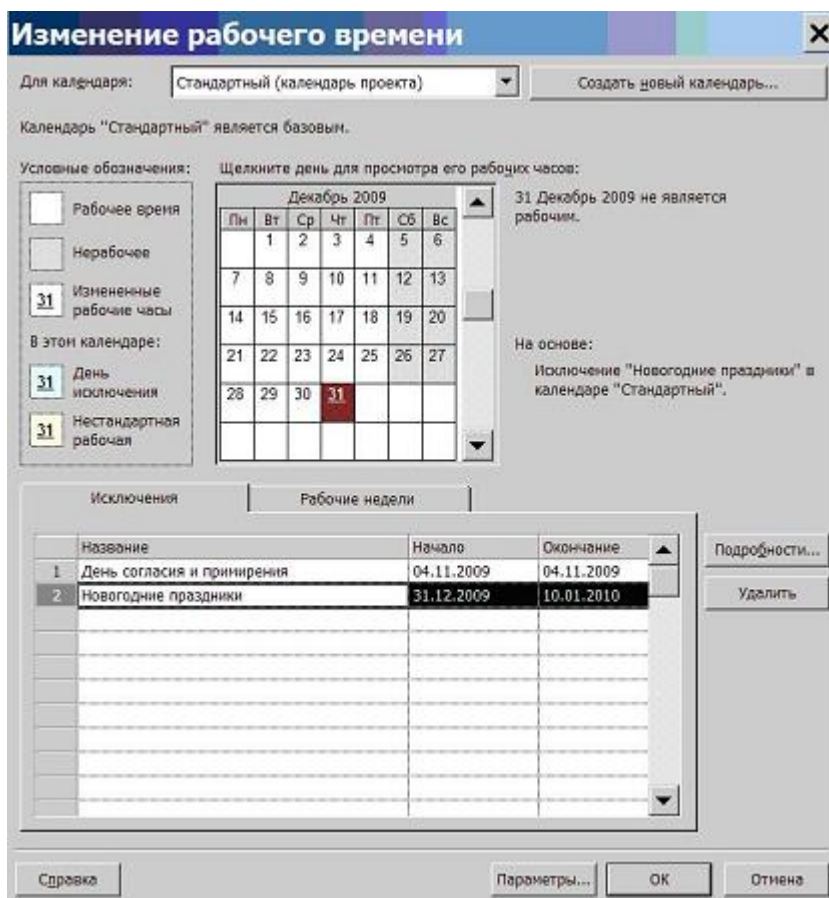 Изменение рабочего времени
Для календаря: Стандартный (календарь проекта) Создать новый календарь...
Календарь "Стандартный" является базовым.
Условные обозначения:
Рабочее время
Нерабочее
31 Измененные
рабочие часы
В этом календаре:
31 День
исключения
31 Нестандартная
рабочая
Щелкните день для просмотра его рабочих часов:
Декабрь 2009
Пн Вт Ср Чт Пт Сб Вс
1 2 3 4 5 6
7 8 9 10 11 12 13
14 15 16 17 18 19 20
21 22 23 24 25 26 27
28 29 30 31
31 Декабрь 2009 не является
рабочим.
На основе:
Исключение "Новогодние праздники" в
календаре "Стандартный".
Исключения Рабочие недели
Название Начало Окончание
1 День согласия и примирения 04.11.2009 04.11.2009
2 Новогодние праздники 31.12.2009 10.01.2010
Подробности...
Удалить
Справка Параметры... ОК Отмена